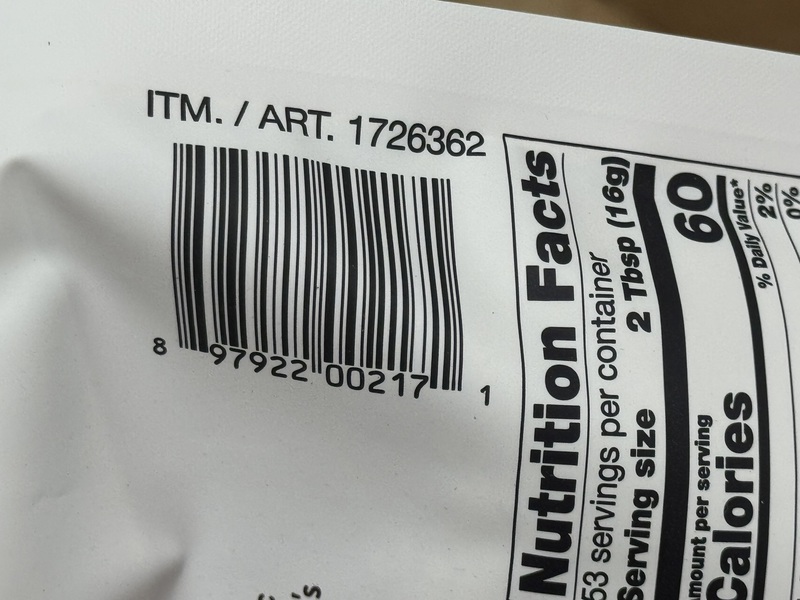 ITM. / ART. 1726362
8 97922 00217 1
Nutrition Facts
53 servings per container
Serving size 2 Tbsp (16g)
Amount per serving
Calories 60
% Daily Value*
2%
0%